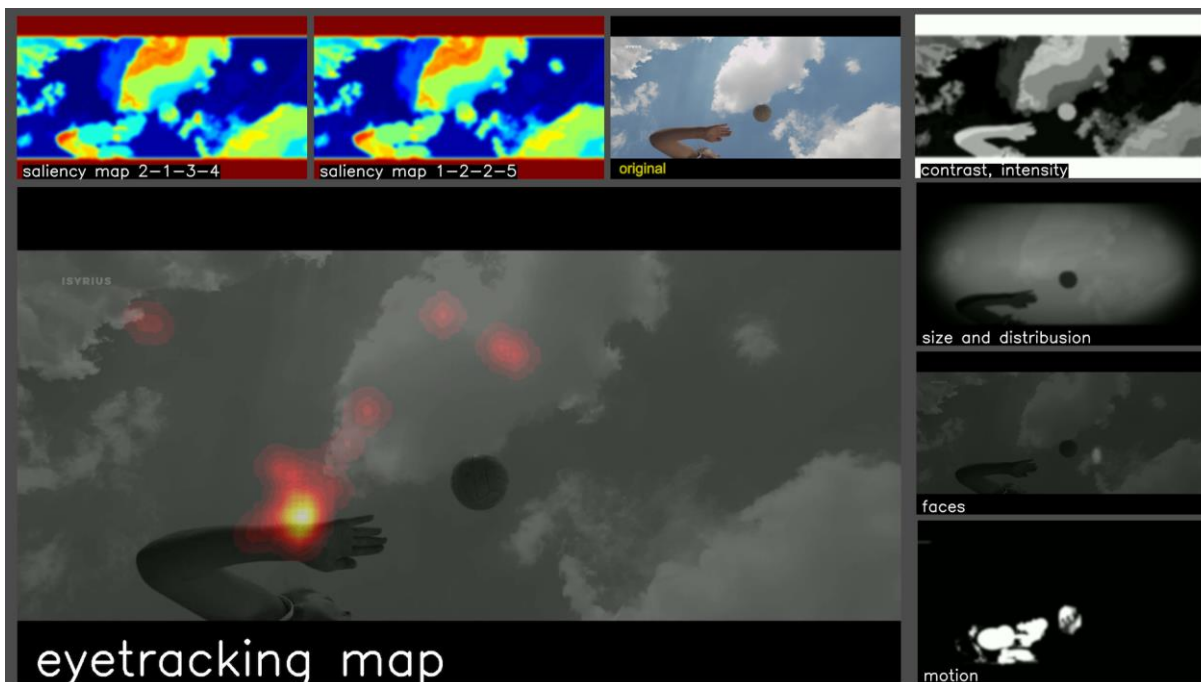 saliency map 2-1-3-4
saliency map 1-2-2-5
original
contrast, intensity
ISYRIUS
size and distribusion
faces
motion
eyetracking map